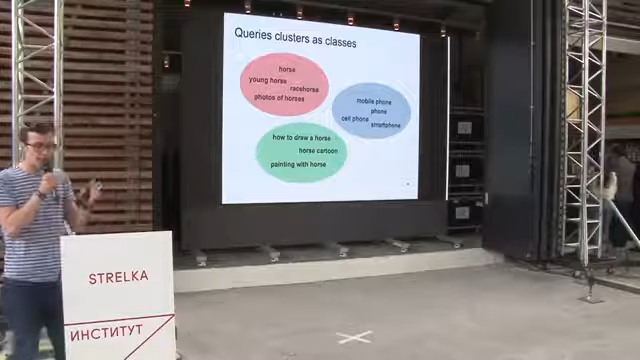 Queries clusters as classes
horse
young horse
racehorse
photos of horses
mobile phone
phone
cell phone
smartphone
how to draw a horse
horse cartoon
painting with horse
STRELKA
ИНСТИТУТ